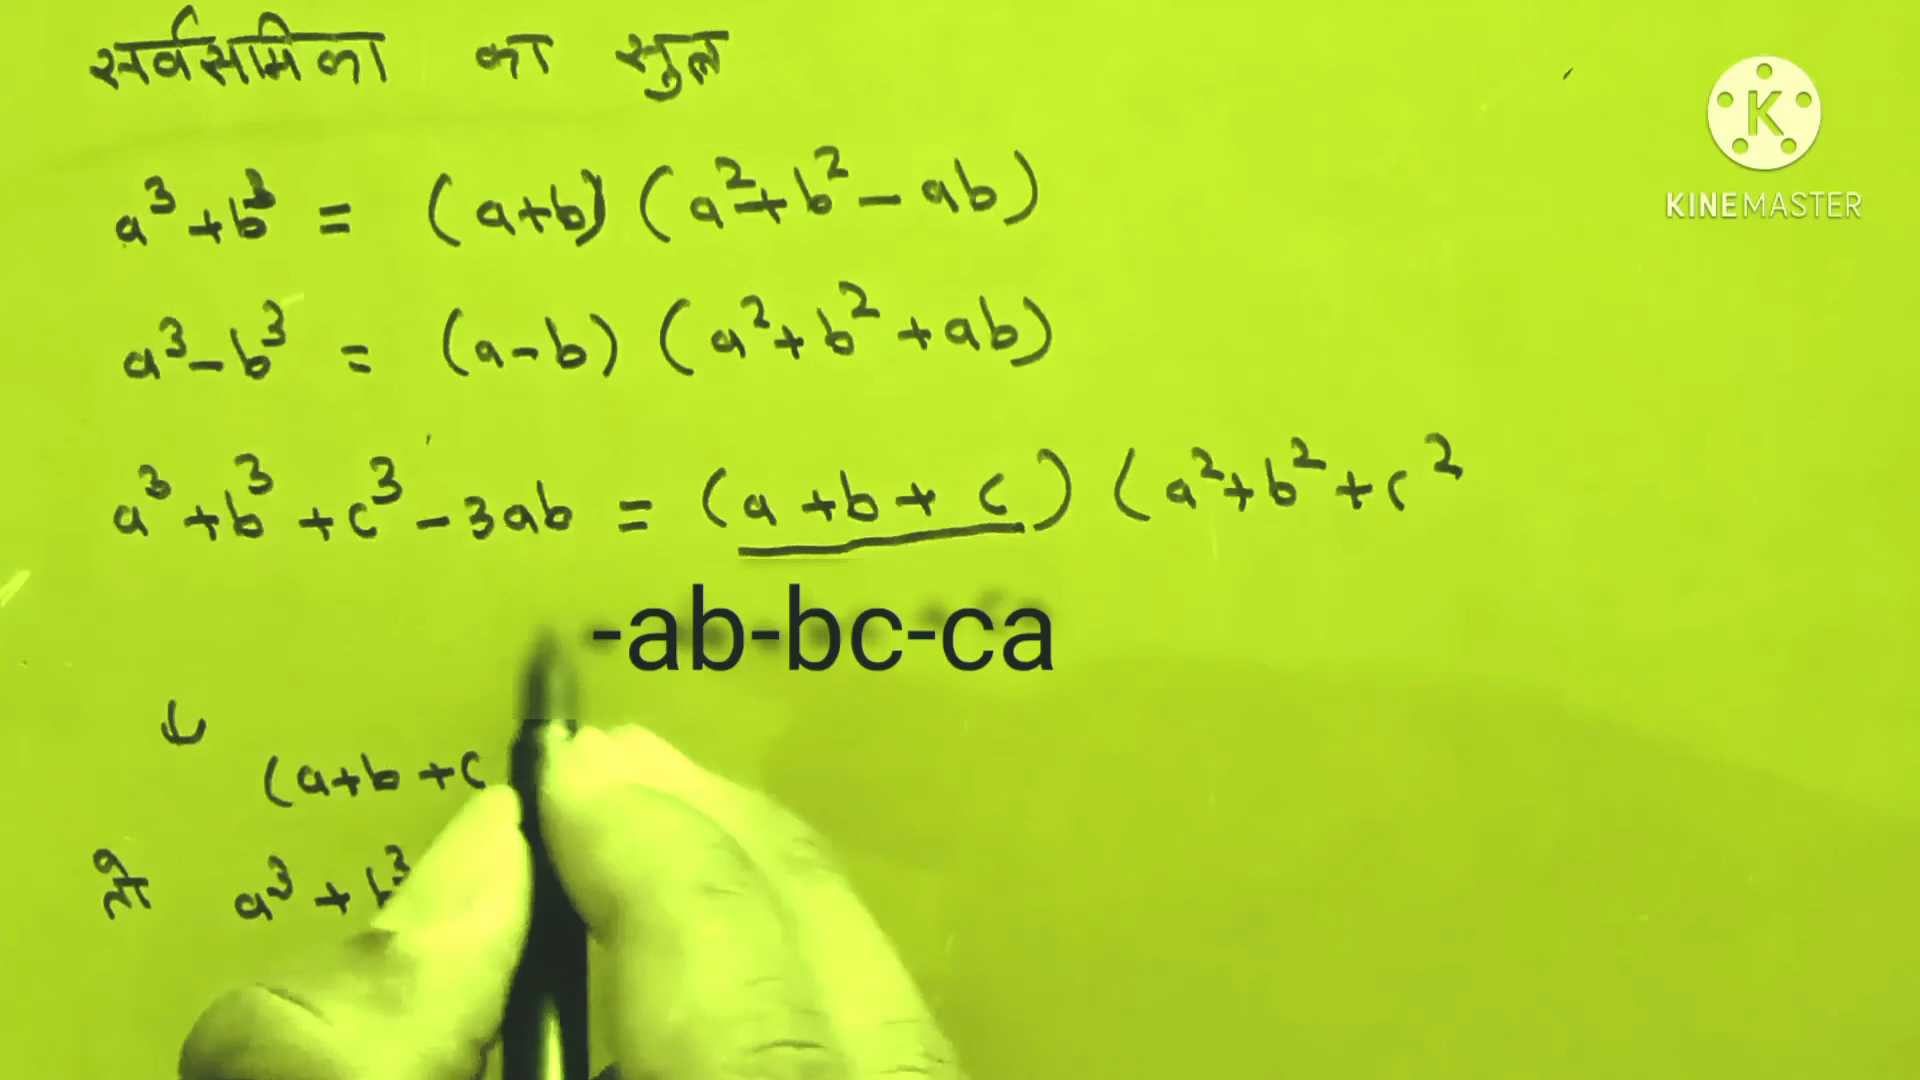 सर्वसमिका का सुत्र
a³ + b³ = (a+b) (a²+b² - ab)
KINEMASTER
a³ - b³ = (a-b) (a²+b² + ab)
a³ + b³ + c³ - 3ab = (a + b + c) (a² + b² + c²
-ab-bc-ca
(a+b+c
तो a³ + b³